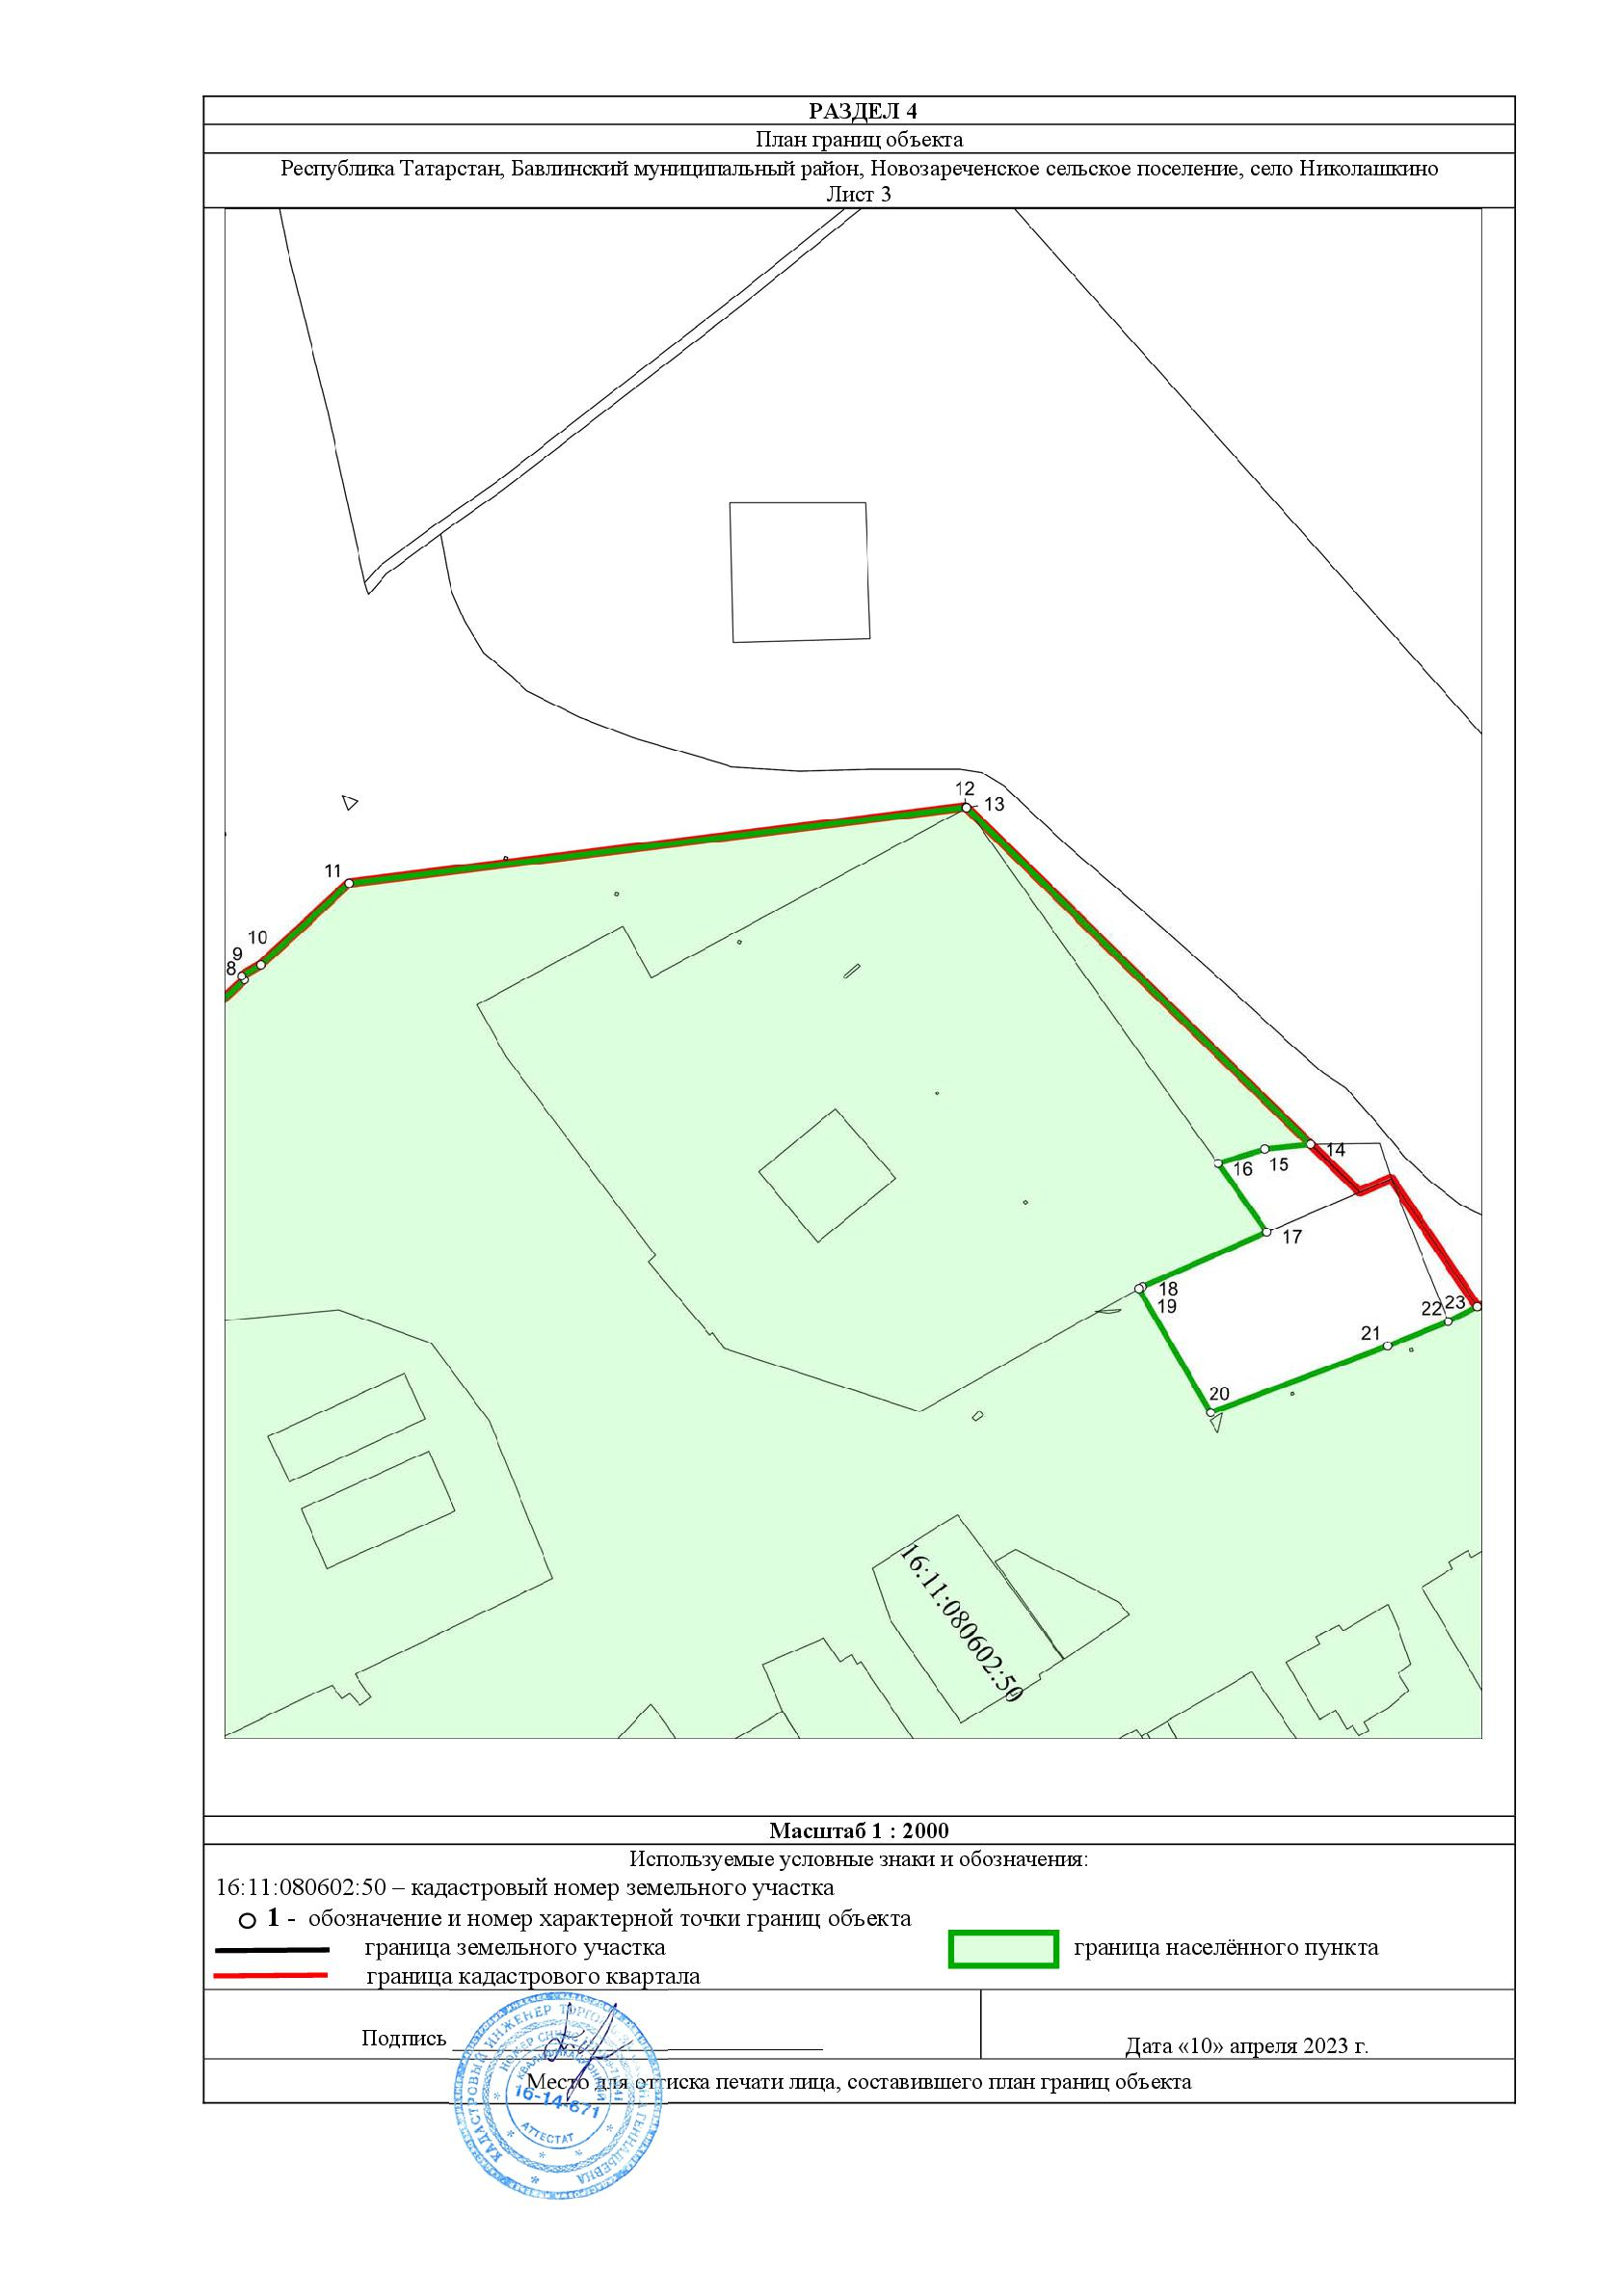 РАЗДЕЛ 4
План границ объекта
Республика Татарстан, Бавлинский муниципальный район, Новозареченское сельское поселение, село Николашкино
Лист 3
12
13
11
10
9
8
14
15
16
17
18
19
22 23
21
20
16:11:080602:50
Масштаб 1 : 2000
Используемые условные знаки и обозначения:
16:11:080602:50 – кадастровый номер земельного участка
1 - обозначение и номер характерной точки границ объекта
граница земельного участка
граница населённого пункта
граница кадастрового квартала
Подпись
Дата «10» апреля 2023 г.
Место для оттиска печати лица, составившего план границ объекта
КАДАСТРОВЫЙ ИНЖЕНЕР
ГЕННАДЬЕВНА
16-14-671
АТТЕСТАТ